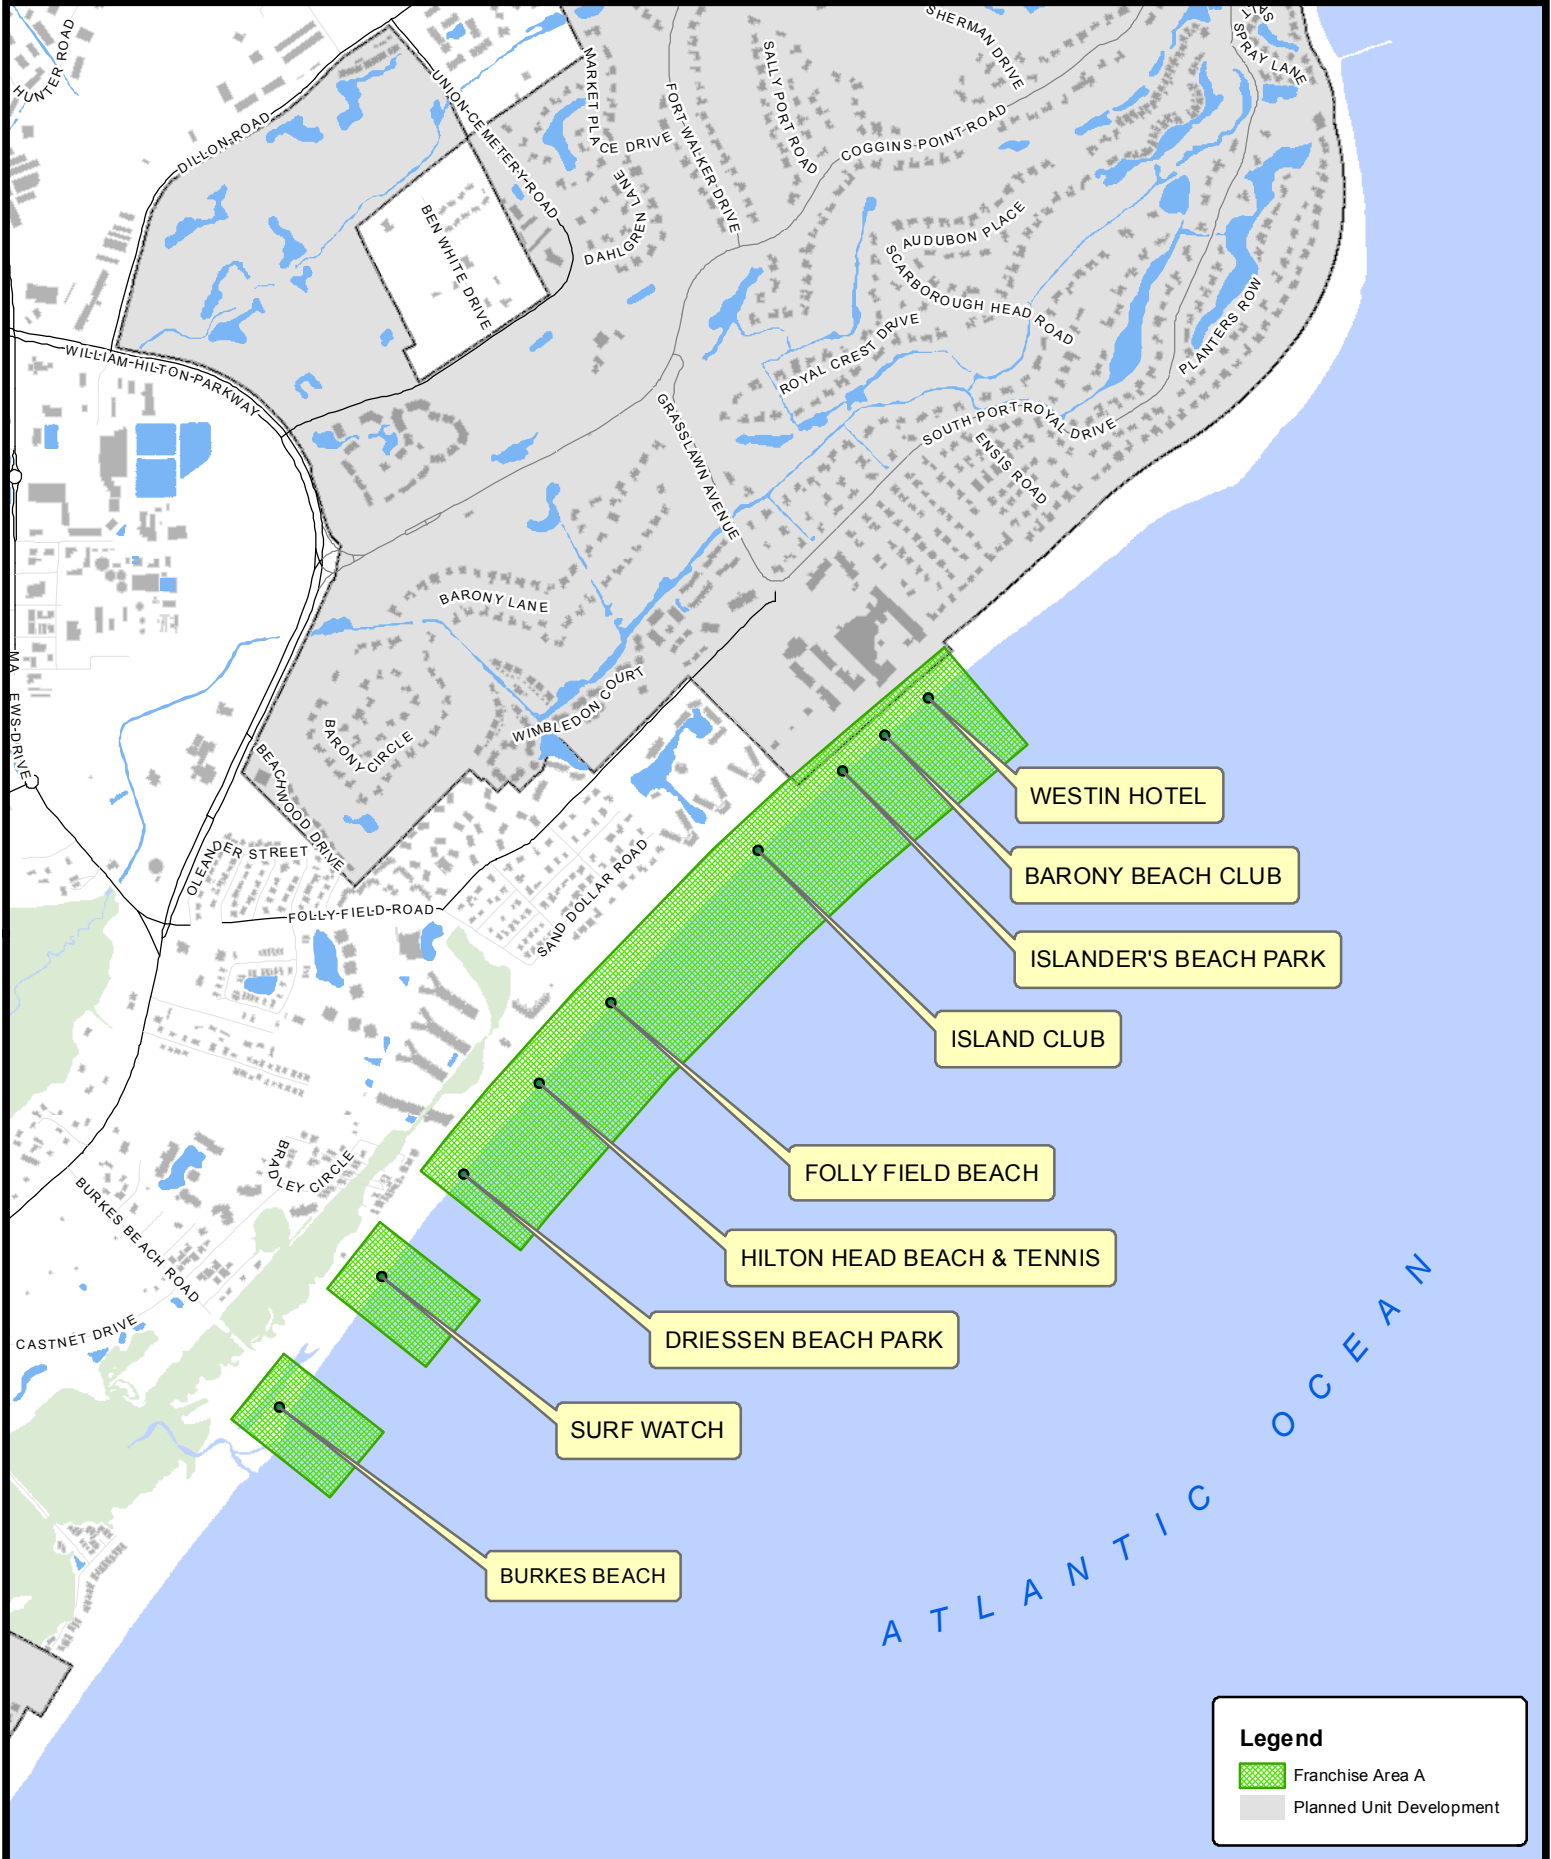 HUNTER ROAD
DILLON ROAD
UNION CEMETERY ROAD
MARKET PLACE DRIVE
FORT WALKER DRIVE
SALLY PORT ROAD
SHERMAN DRIVE
SPRAY LANE
COGGINS POINT ROAD
DAHLGREN LANE
BEN WHITE DRIVE
AUDUBON PLACE
SCARBOROUGH HEAD ROAD
PLANTERS ROW
ROYAL CREST DRIVE
WILLIAM HILTON PARKWAY
GRASSLAWN AVENUE
SOUTH PORT ROYAL DRIVE
ENSIS ROAD
BARONY LANE
WIMBLEDON COURT
BARONY CIRCLE
BEACHWOOD DRIVE
MA EWS DRIVE
OLEANDER STREET
FOLLY FIELD ROAD
SAND DOLLAR ROAD
BRADLEY CIRCLE
BURKES BEACH ROAD
CASTNET DRIVE
WESTIN HOTEL
BARONY BEACH CLUB
ISLANDER'S BEACH PARK
ISLAND CLUB
FOLLY FIELD BEACH
HILTON HEAD BEACH & TENNIS
DRIESSEN BEACH PARK
SURF WATCH
BURKES BEACH
ATLANTIC OCEAN
Legend
Franchise Area A
Planned Unit Development